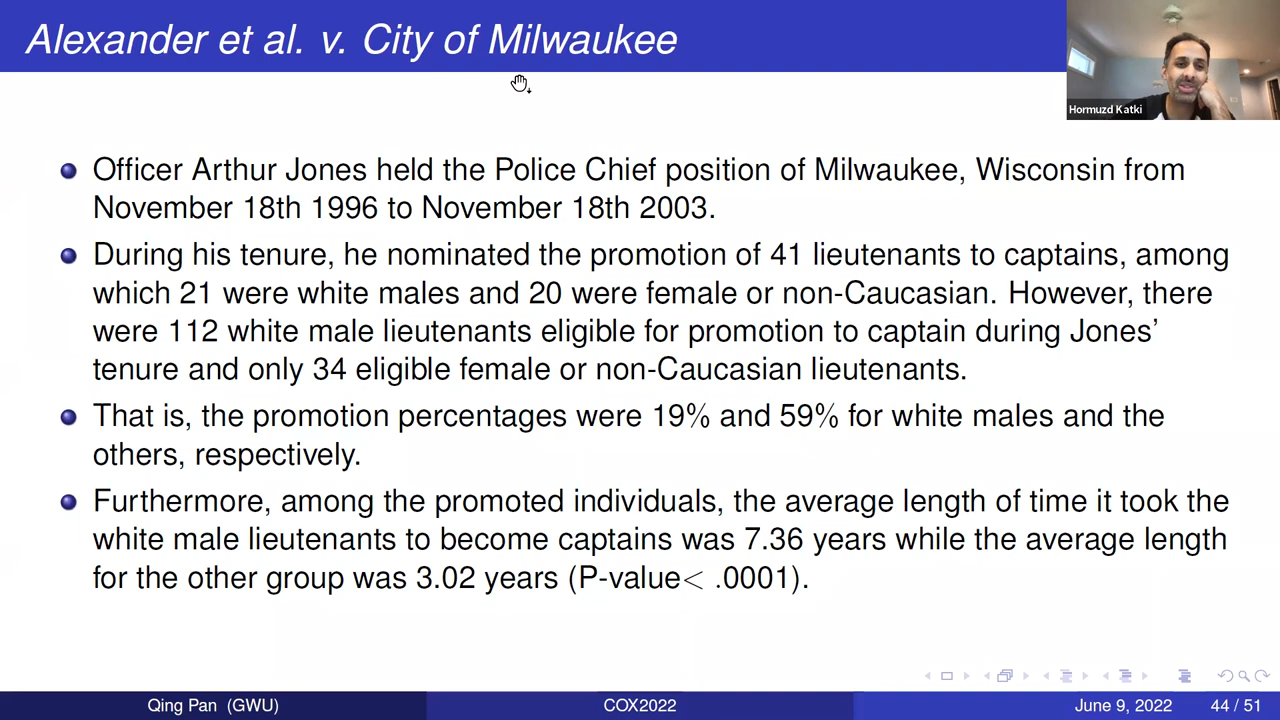 Alexander et al. v. City of Milwaukee
Hormuzd Katki
Officer Arthur Jones held the Police Chief position of Milwaukee, Wisconsin from
November 18th 1996 to November 18th 2003.
During his tenure, he nominated the promotion of 41 lieutenants to captains, among
which 21 were white males and 20 were female or non-Caucasian. However, there
were 112 white male lieutenants eligible for promotion to captain during Jones’
tenure and only 34 eligible female or non-Caucasian lieutenants.
That is, the promotion percentages were 19% and 59% for white males and the
others, respectively.
Furthermore, among the promoted individuals, the average length of time it took the
white male lieutenants to become captains was 7.36 years while the average length
for the other group was 3.02 years (P-value< .0001).
Qing Pan (GWU)
COX2022
June 9, 2022
44 / 51